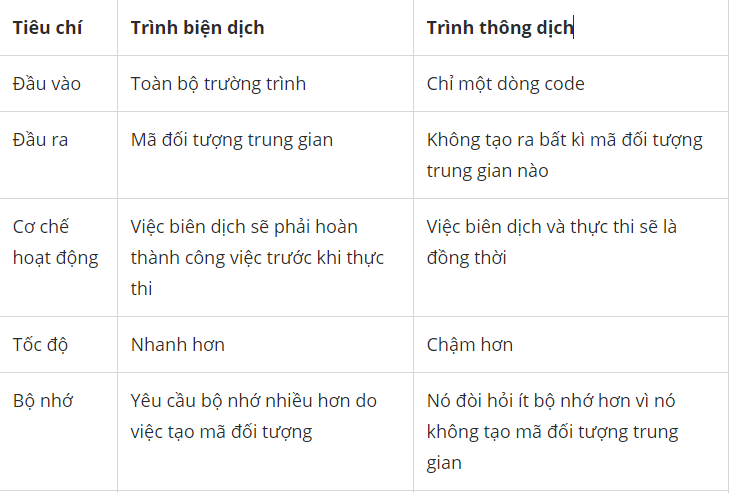 Tiêu chí
Trình biện dịch
Trình thông dịch
Đầu vào
Toàn bộ trường trình
Chỉ một dòng code
Đầu ra
Mã đối tượng trung gian
Không tạo ra bất kì mã đối tượng
trung gian nào
Cơ chế
hoạt động
Việc biên dịch sẽ phải hoàn
thành công việc trước khi thực
thi
Việc biên dịch và thực thi sẽ là
đồng thời
Tốc độ
Nhanh hơn
Chậm hơn
Bộ nhớ
Yêu cầu bộ nhớ nhiều hơn do
việc tạo mã đối tượng
Nó đòi hỏi ít bộ nhớ hơn vì nó
không tạo mã đối tượng trung
gian